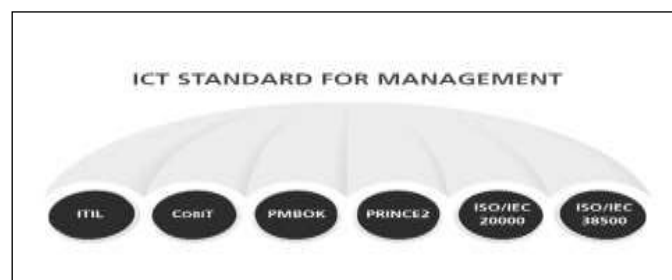 ICT STANDARD FOR MANAGEMENT
ITIL
COBIT
PMBOK
PRINCE2
ISO/IEC
20000
ISO/IEC
38500